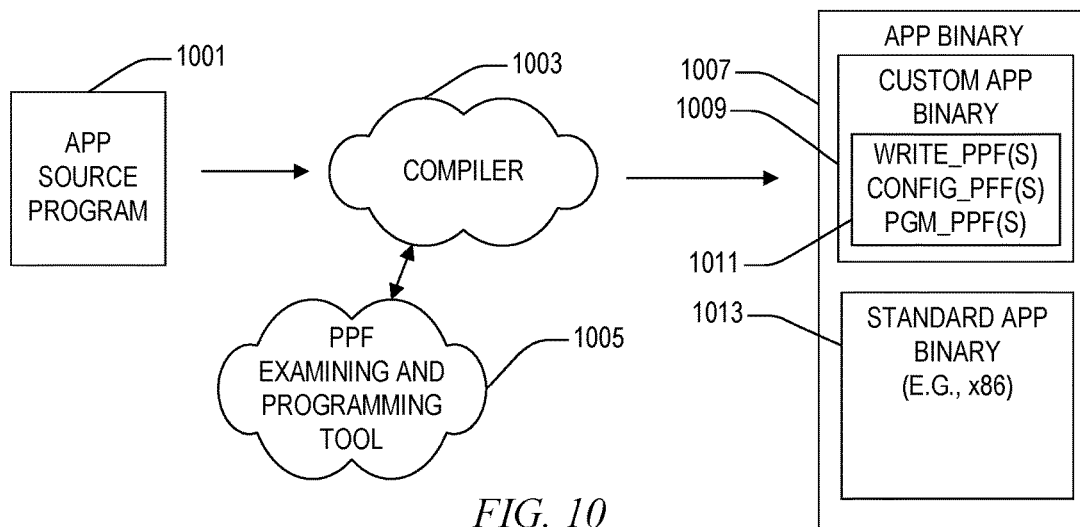 1001
APP
SOURCE
PROGRAM
1003
COMPILER
PPF
EXAMINING AND
PROGRAMMING
TOOL
1005
APP BINARY
1007
CUSTOM APP
BINARY
1009
WRITE_PPF(S)
CONFIG_PFF(S)
PGM_PPF(S)
1011
1013
STANDARD APP
BINARY
(E.G., x86)
FIG. 10